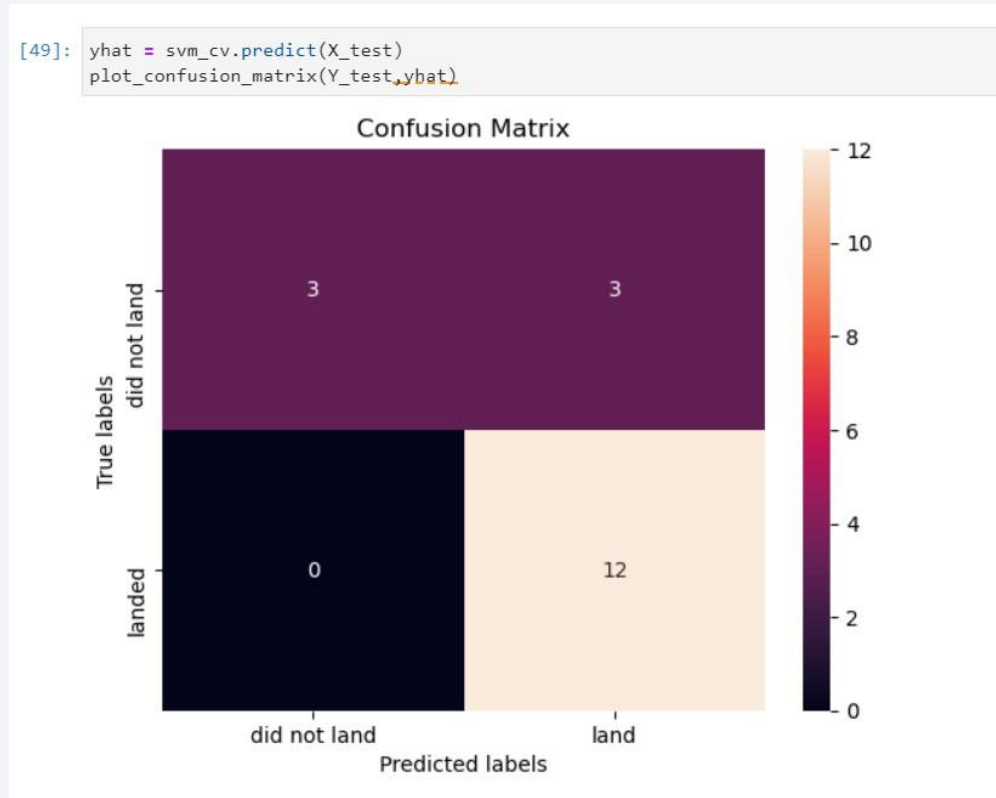 [49]: yhat = svm_cv.predict(X_test)
plot_confusion_matrix(Y_test,yhat)
Confusion Matrix
12
10
8
6
4
2
0
True labels
did not land
landed
3 3
0 12
did not land land
Predicted labels